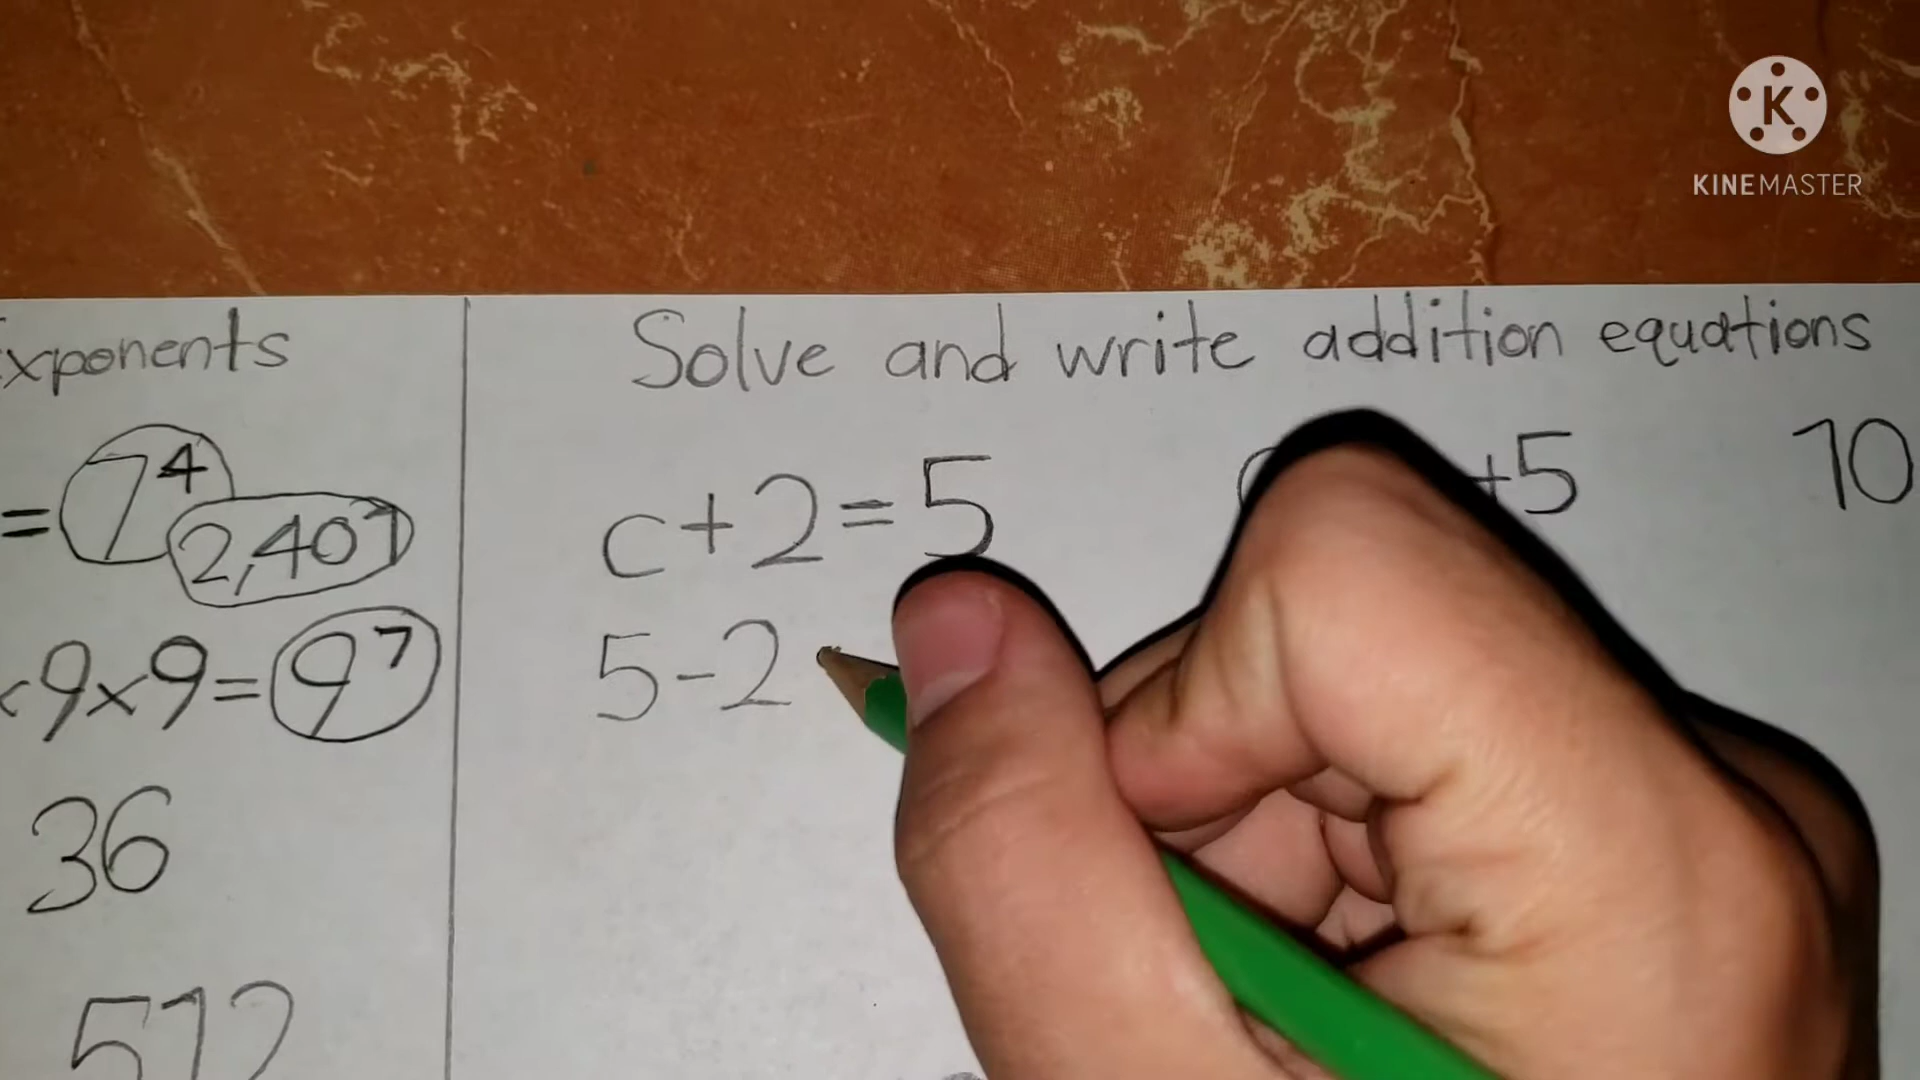 KINEMASTER
Exponents
Solve and write addition equations
= 7⁴
2,401
c+2=5
+5
10
×9×9=9⁷
5-2
36
512